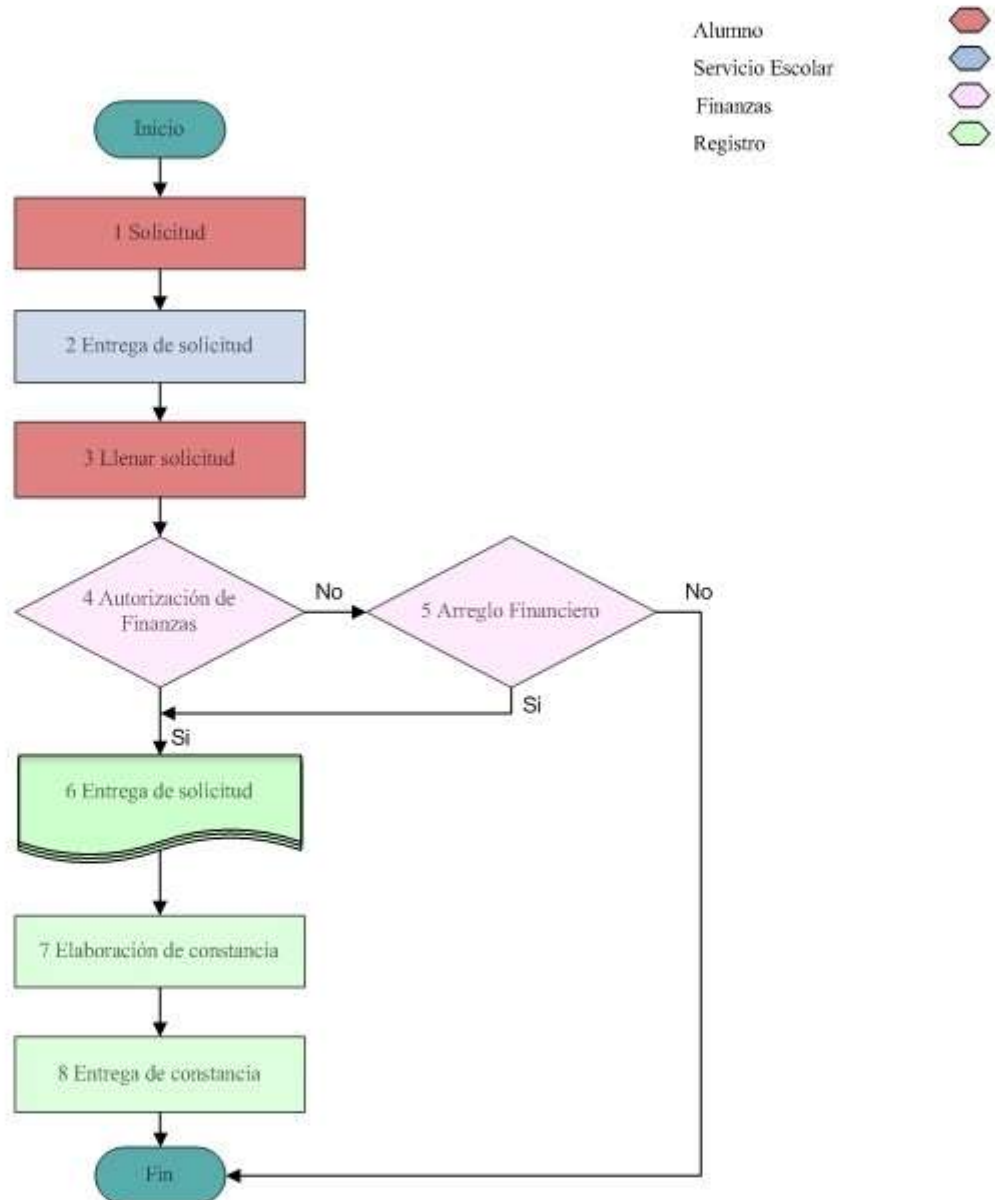 Alumno
Servicio Escolar
Finanzas
Registro
Inicio
1 Solicitud
2 Entrega de solicitud
3 Llenar solicitud
4 Autorización de
Finanzas
No
5 Arreglo Financiero
No
Si
Si
6 Entrega de solicitud
7 Elaboración de constancia
8 Entrega de constancia
Fin